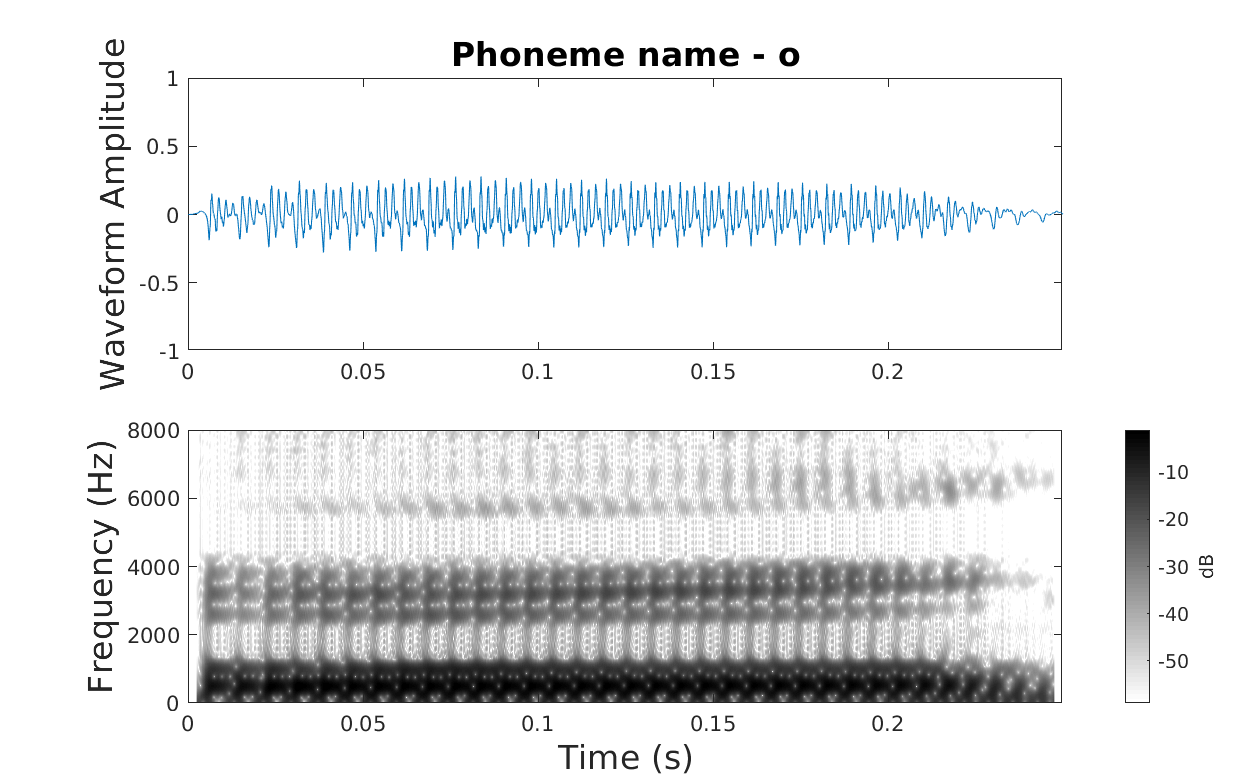 Phoneme name - o
Waveform Amplitude
1
0.5
0
-0.5
-1
0 0.05 0.1 0.15 0.2
Frequency (Hz)
8000
6000
4000
2000
0
0 0.05 0.1 0.15 0.2
Time (s)
-10
-20
-30
-40
-50
dB